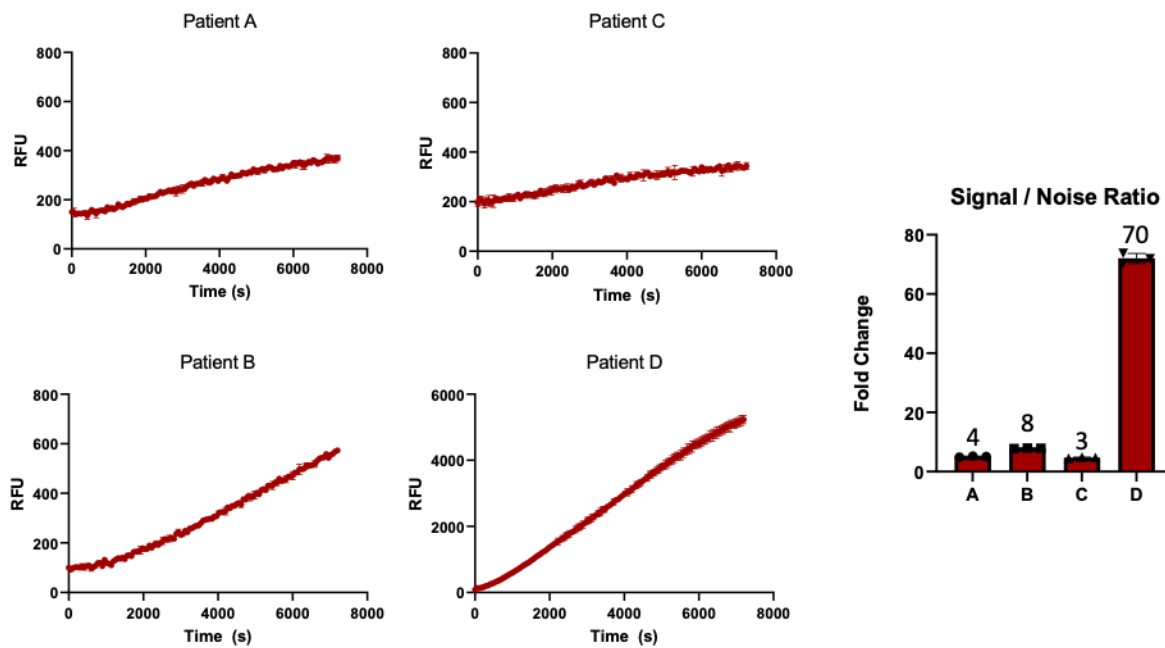 Patient A
800
600
400
200
0
RFU
0 2000 4000 6000 8000
Time (s)
Patient C
800
600
400
200
0
RFU
0 2000 4000 6000 8000
Time (s)
Patient B
800
600
400
200
0
RFU
0 2000 4000 6000 8000
Time (s)
Patient D
6000
4000
2000
0
RFU
0 2000 4000 6000 8000
Time (s)
Signal / Noise Ratio
80
60
40
20
0
Fold Change
4 8 3 70
A B C D